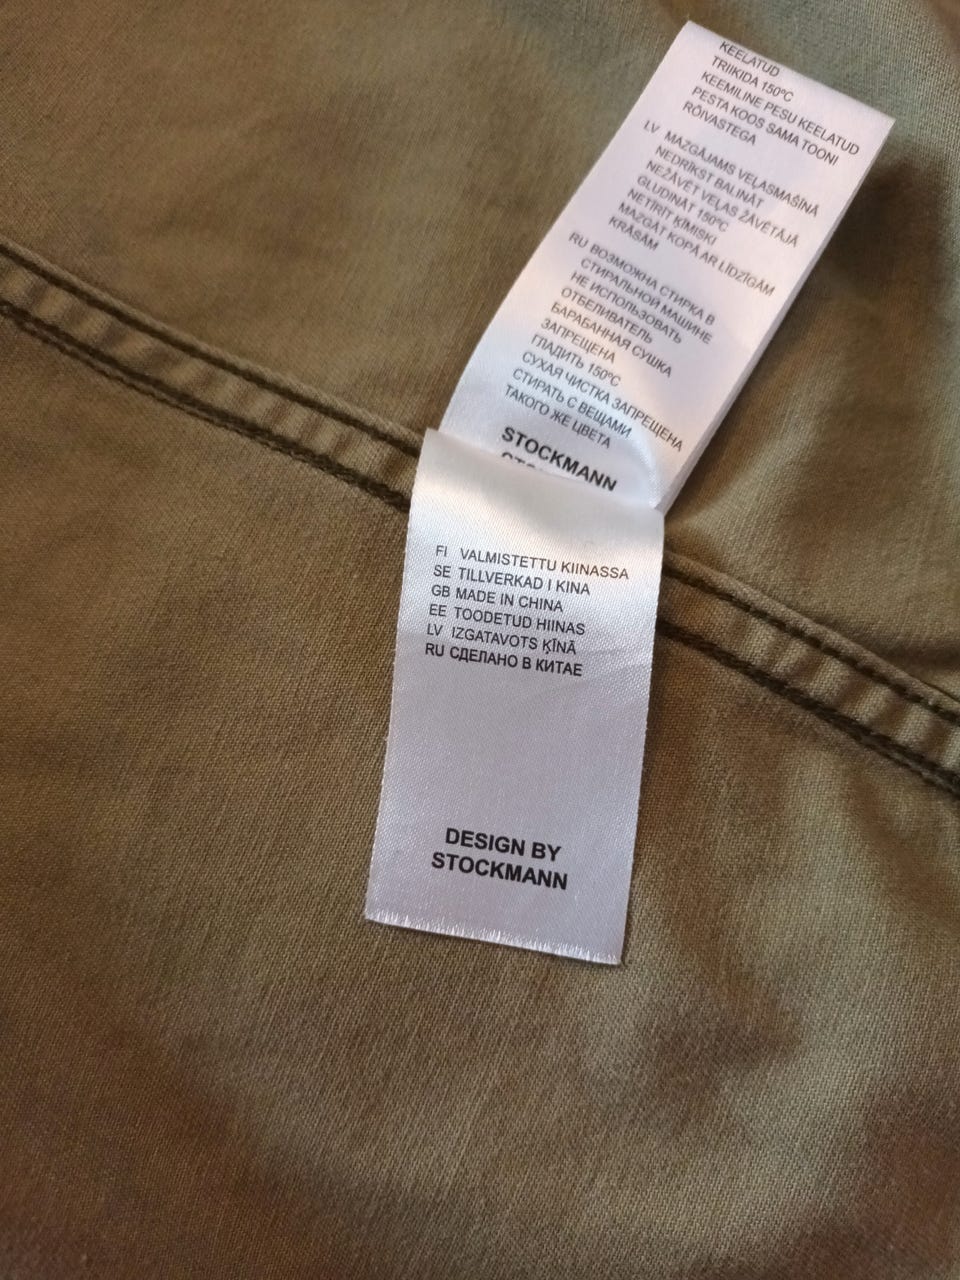 KEELATUD
TRIIKIDA 150°C
KEEMILINE PESU KEELATUD
PESTA KOOS SAMA TOONI
RÕIVASTEGA
LV MAZGĀJAMS VEĻASMAŠĪNĀ
NEDRĪKST BALINĀT
NEŽĀVĒT VEĻAS ŽĀVĒTĀJĀ
GLUDINĀT 150°C
NETĪRĪT ĶĪMISKI
MAZGĀT KOPĀ AR LĪDZĪGĀM
KRĀSĀM
RU ВОЗМОЖНА СТИРКА В
СТИРАЛЬНОЙ МАШИНЕ
НЕ ИСПОЛЬЗОВАТЬ
ОТБЕЛИВАТЕЛЬ
БАРАБАННАЯ СУШКА
ЗАПРЕЩЕНА
ГЛАДИТЬ 150°C
СУХАЯ ЧИСТКА ЗАПРЕЩЕНА
СТИРАТЬ С ВЕЩАМИ
ТАКОГО ЖЕ ЦВЕТА
STOCKMANN
FI VALMISTETTU KIINASSA
SE TILLVERKAD I KINA
GB MADE IN CHINA
EE TOODETUD HIINAS
LV IZGATAVOTS ĶĪNĀ
RU СДЕЛАНО В КИТАЕ
DESIGN BY
STOCKMANN